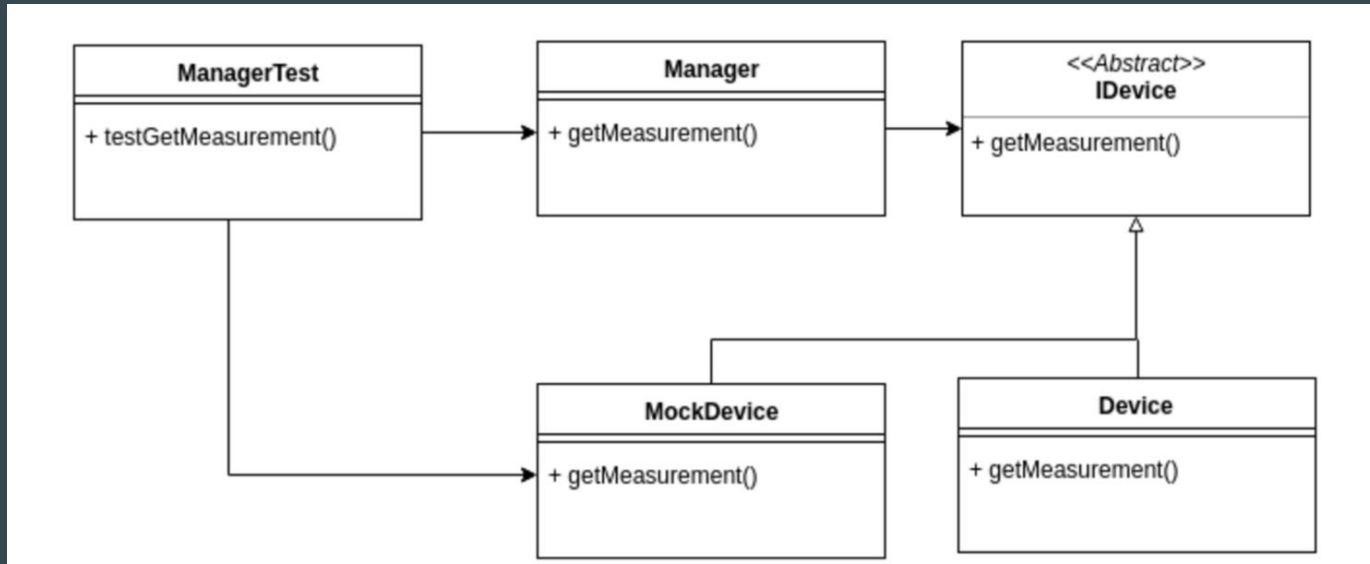 ManagerTest
+ testGetMeasurement()
Manager
+ getMeasurement()
<<Abstract>>
IDevice
+ getMeasurement()
MockDevice
+ getMeasurement()
Device
+ getMeasurement()